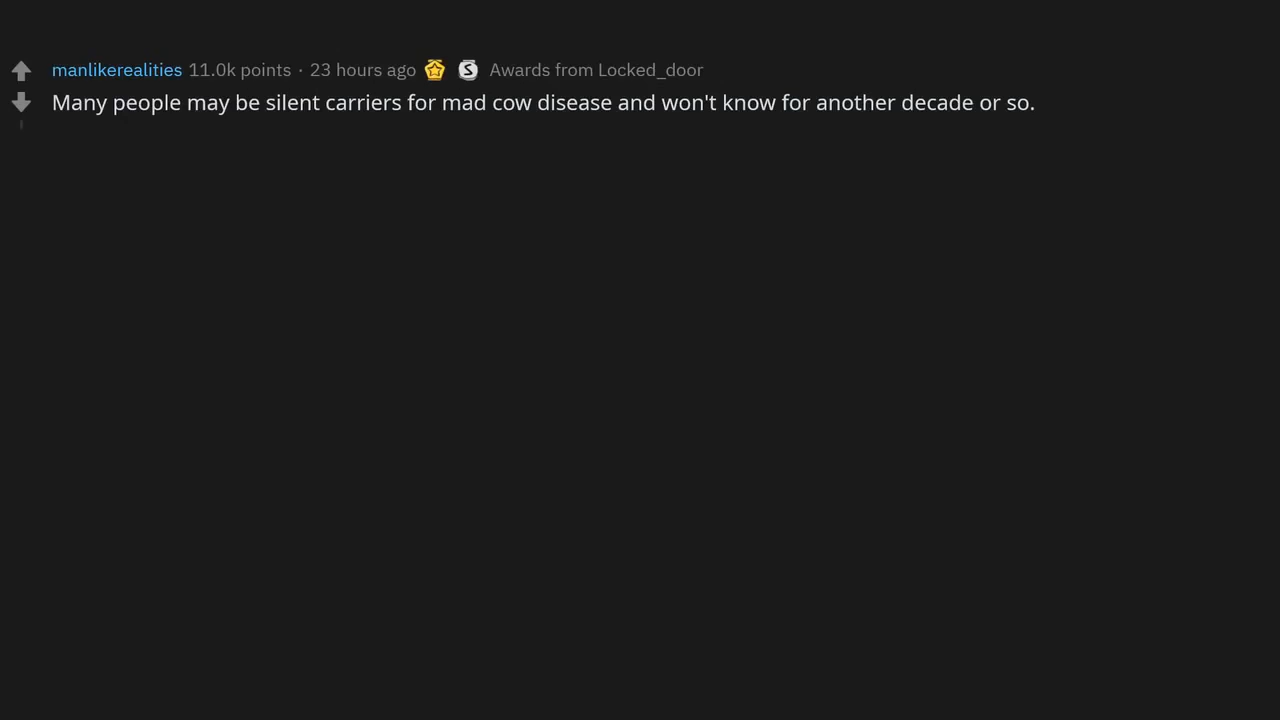 manlikerealities 11.0k points · 23 hours ago S Awards from Locked_door
Many people may be silent carriers for mad cow disease and won't know for another decade or so.